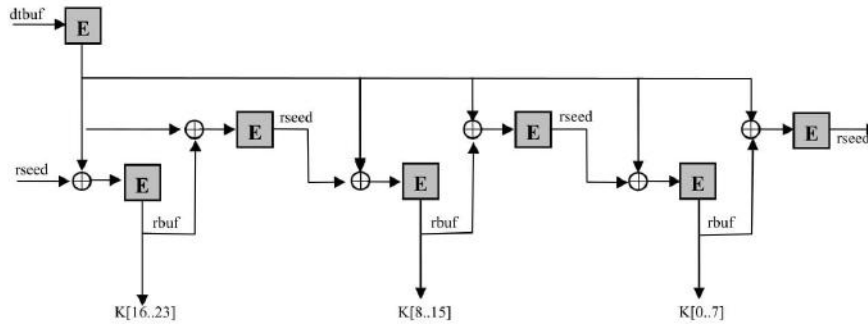 dtbuf
E
rseed
E
rseed
E
rseed
E
rseed
E
E
E
rbuf
rbuf
rbuf
K[16..23]
K[8..15]
K[0..7]